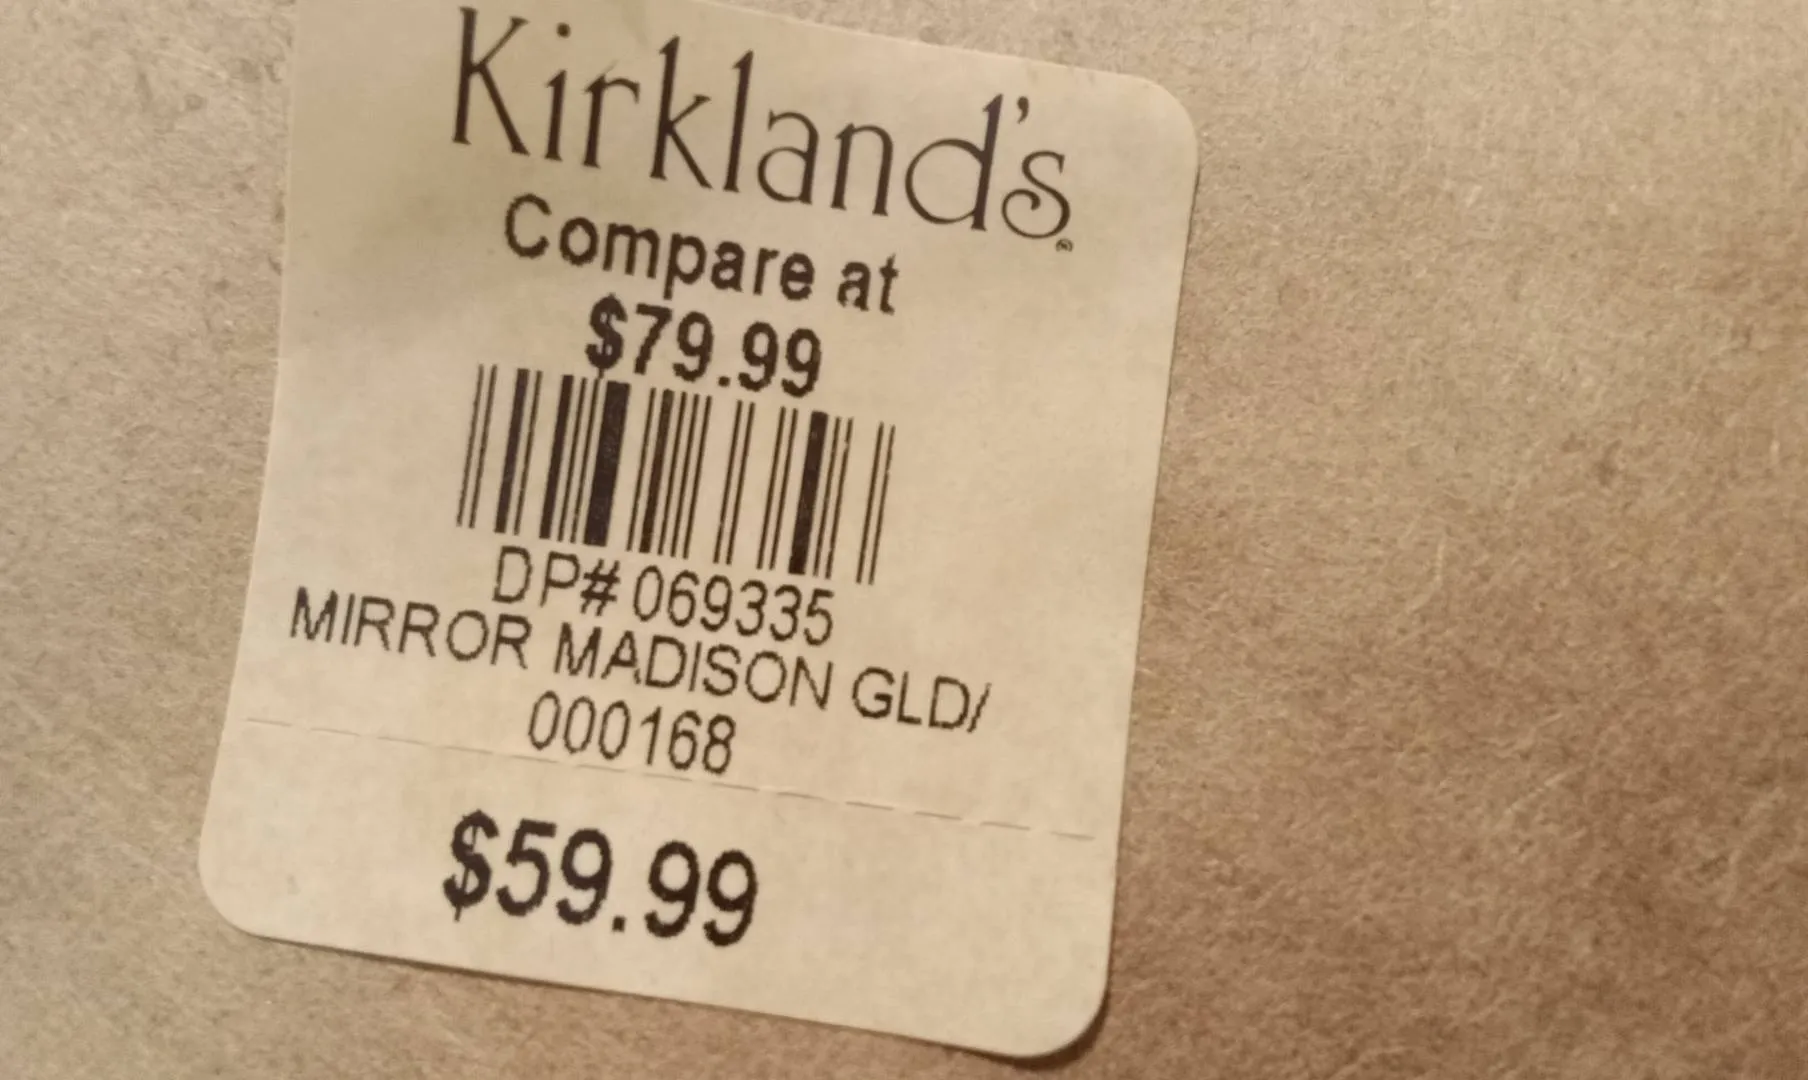 Kirkland's®
Compare at
$79.99
DP# 069335
MIRROR MADISON GLD/
000168
$59.99